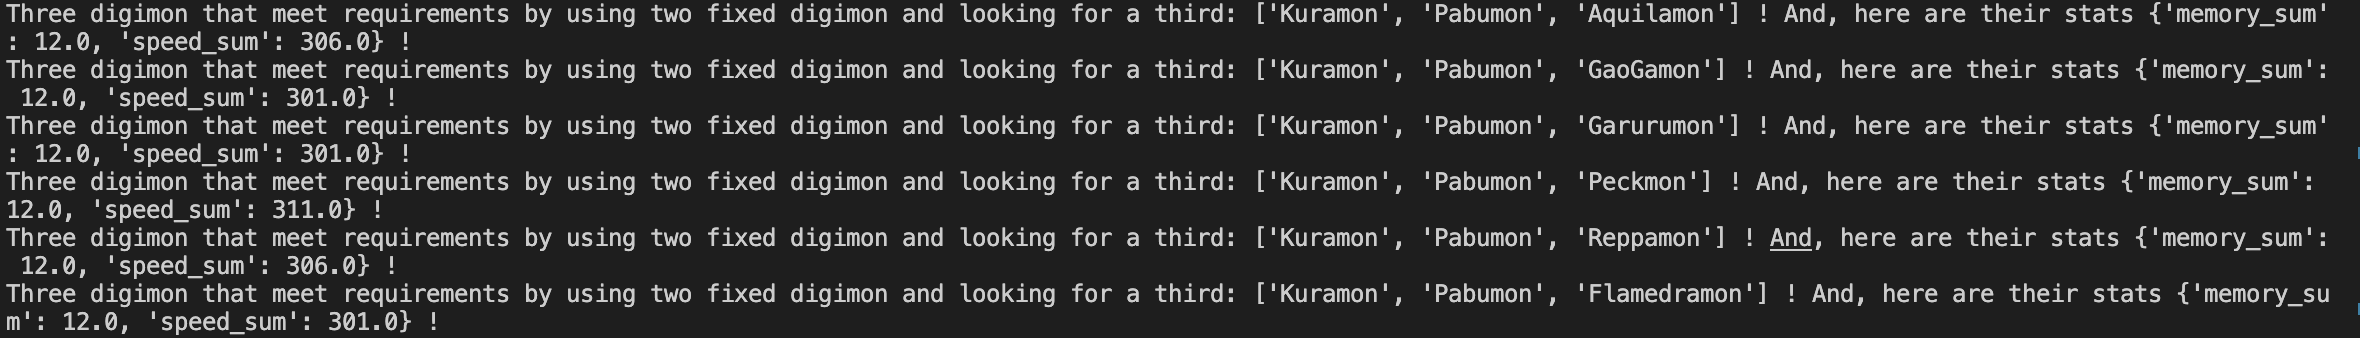 Three digimon that meet requirements by using two fixed digimon and looking for a third: ['Kuramon', 'Pabumon', 'Aquilamon'] ! And, here are their stats {'memory_sum'
: 12.0, 'speed_sum': 306.0} !
Three digimon that meet requirements by using two fixed digimon and looking for a third: ['Kuramon', 'Pabumon', 'GaoGamon'] ! And, here are their stats {'memory_sum':
 12.0, 'speed_sum': 301.0} !
Three digimon that meet requirements by using two fixed digimon and looking for a third: ['Kuramon', 'Pabumon', 'Garurumon'] ! And, here are their stats {'memory_sum'
: 12.0, 'speed_sum': 301.0} !
Three digimon that meet requirements by using two fixed digimon and looking for a third: ['Kuramon', 'Pabumon', 'Peckmon'] ! And, here are their stats {'memory_sum':
12.0, 'speed_sum': 311.0} !
Three digimon that meet requirements by using two fixed digimon and looking for a third: ['Kuramon', 'Pabumon', 'Reppamon'] ! And, here are their stats {'memory_sum':
 12.0, 'speed_sum': 306.0} !
Three digimon that meet requirements by using two fixed digimon and looking for a third: ['Kuramon', 'Pabumon', 'Flamedramon'] ! And, here are their stats {'memory_su
m': 12.0, 'speed_sum': 301.0} !